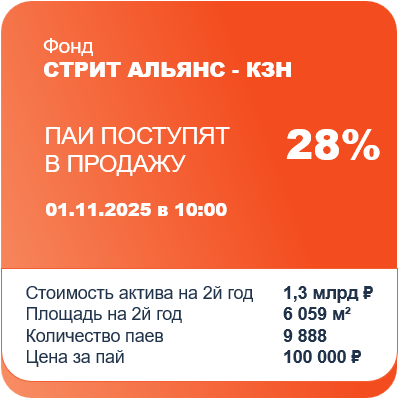 Фонд
СТРИТ АЛЬЯНС - КЗН
ПАИ ПОСТУПЯТ
В ПРОДАЖУ
28%
01.11.2025 в 10:00
Стоимость актива на 2й год 1,3 млрд ₽
Площадь на 2й год 6 059 м²
Количество паев 9 888
Цена за пай 100 000 ₽